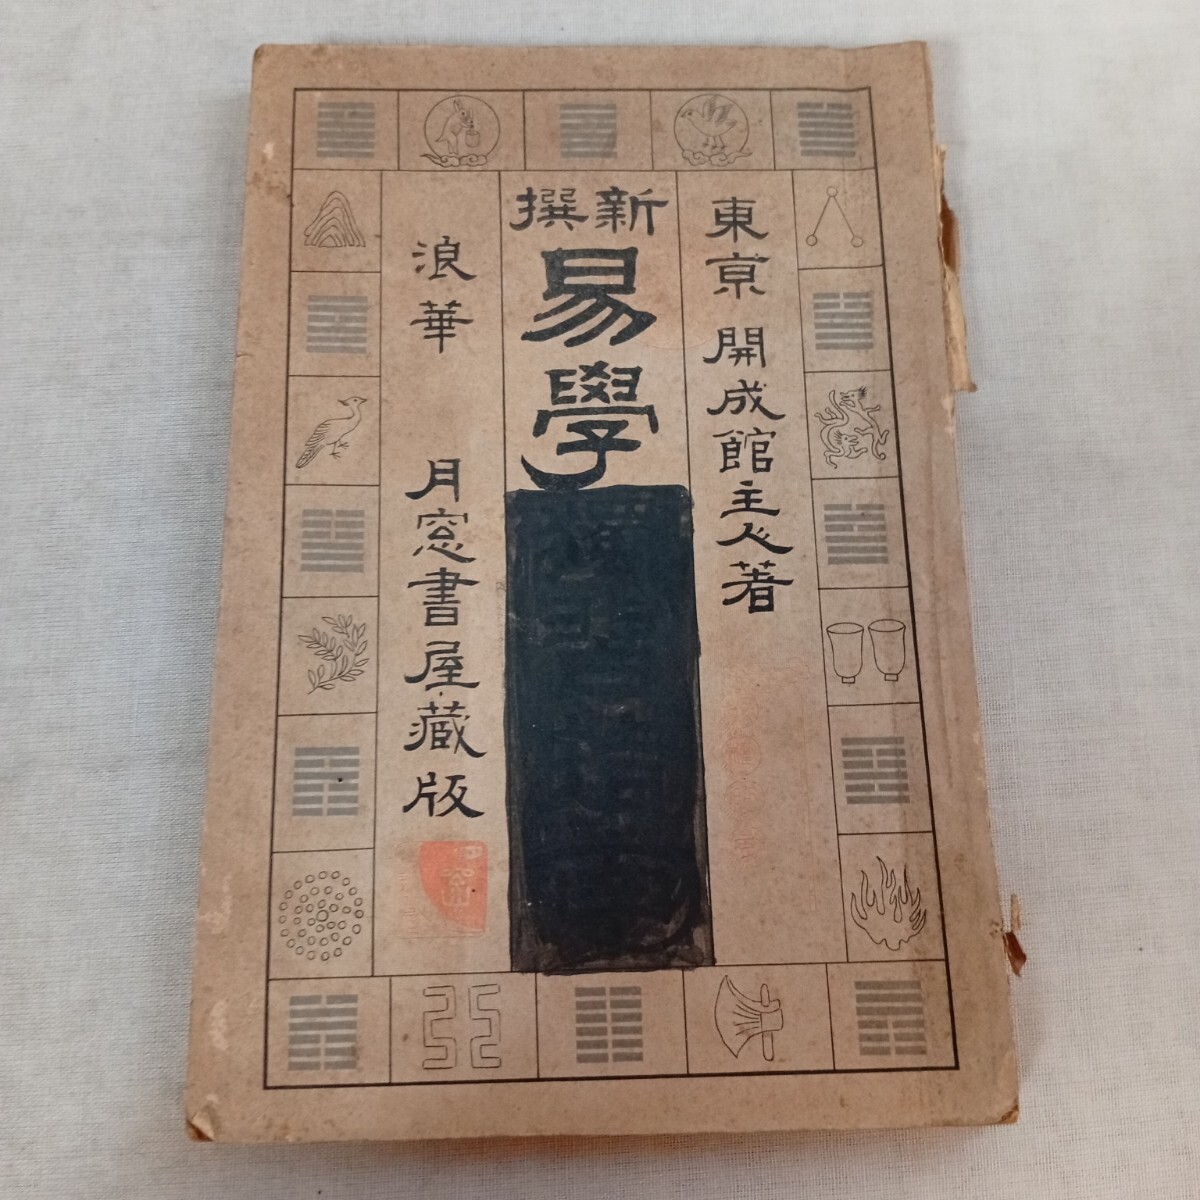 東京 開成館主人著
新撰
易學
浪華 月窓書屋藏版